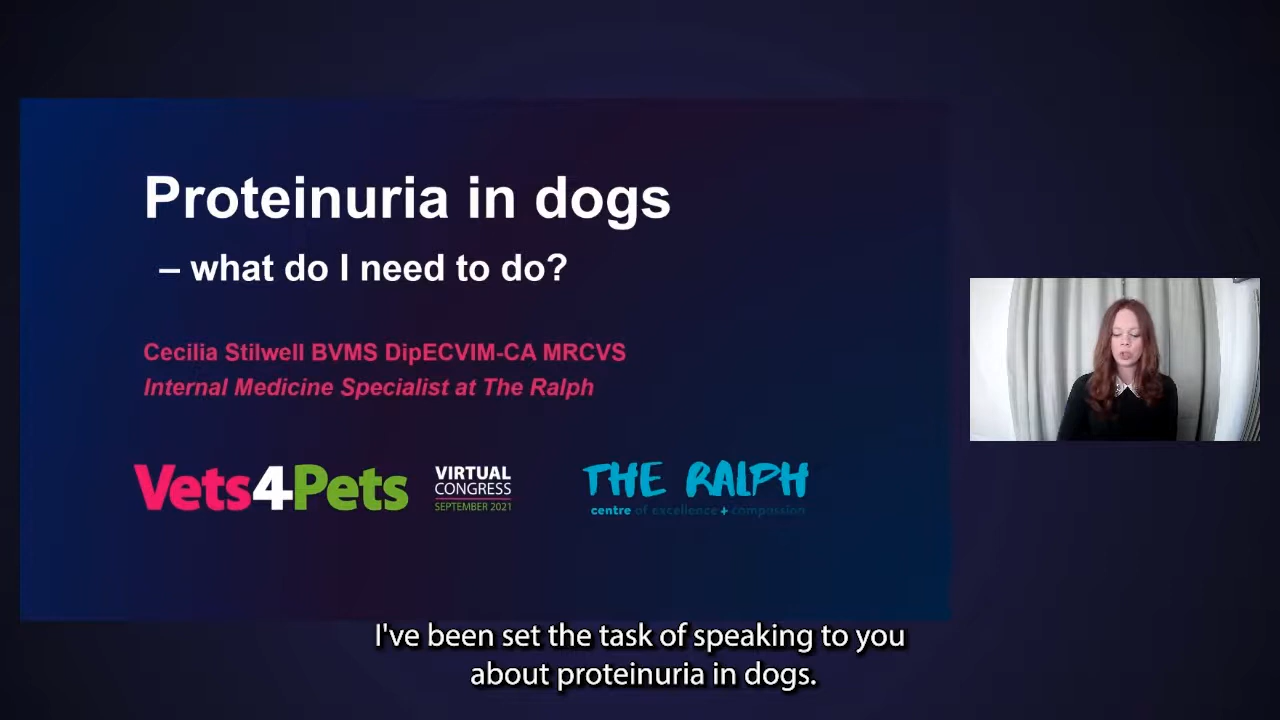 Proteinuria in dogs
– what do I need to do?
Cecilia Stilwell BVMS DipECVIM-CA MRCVS
Internal Medicine Specialist at The Ralph
Vets4Pets
VIRTUAL
CONGRESS
SEPTEMBER 2021
THE RALPH
centre of excellence + compassion
I've been set the task of speaking to you
about proteinuria in dogs.